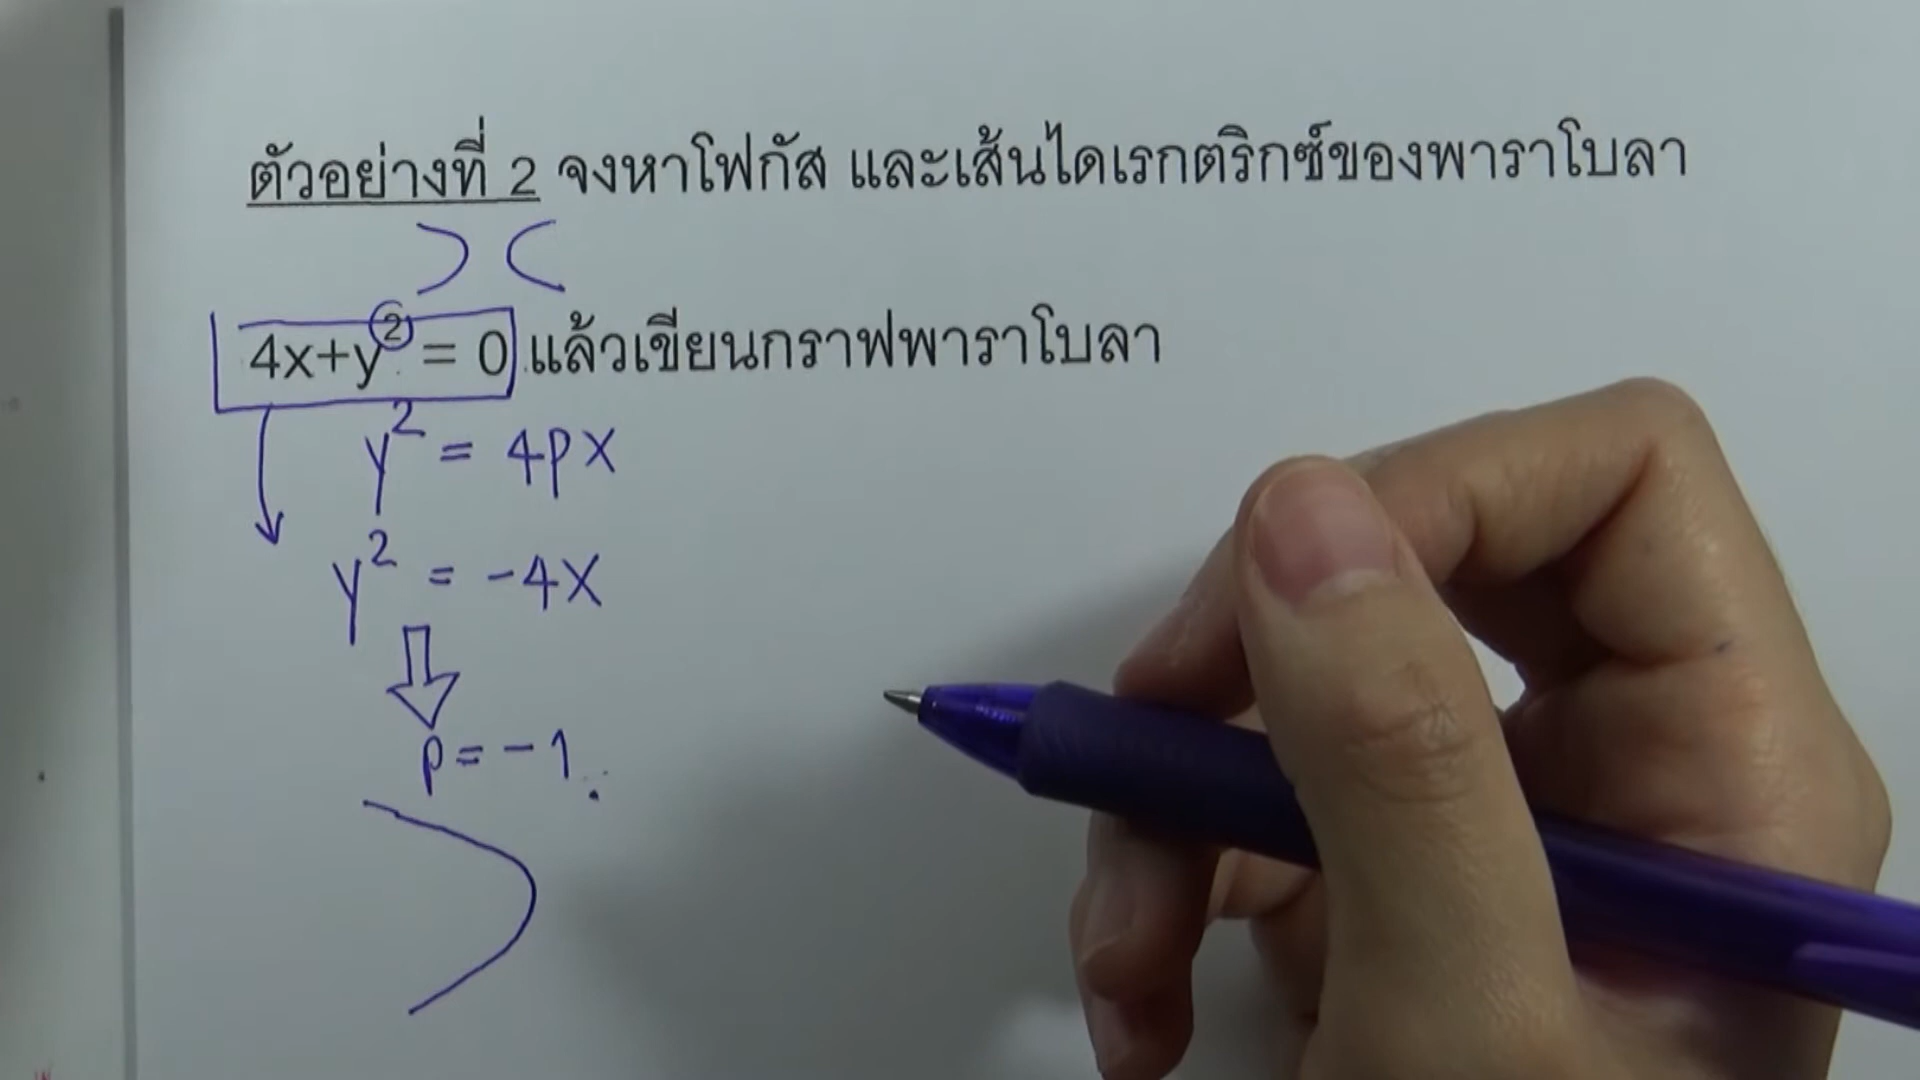 ตัวอย่างที่ 2 จงหาโฟกัส และเส้นไดเรกตริกซ์ของพาราโบลา
4x+y² = 0 แล้วเขียนกราฟพาราโบลา
y² = 4px
y² = -4x
p = -1